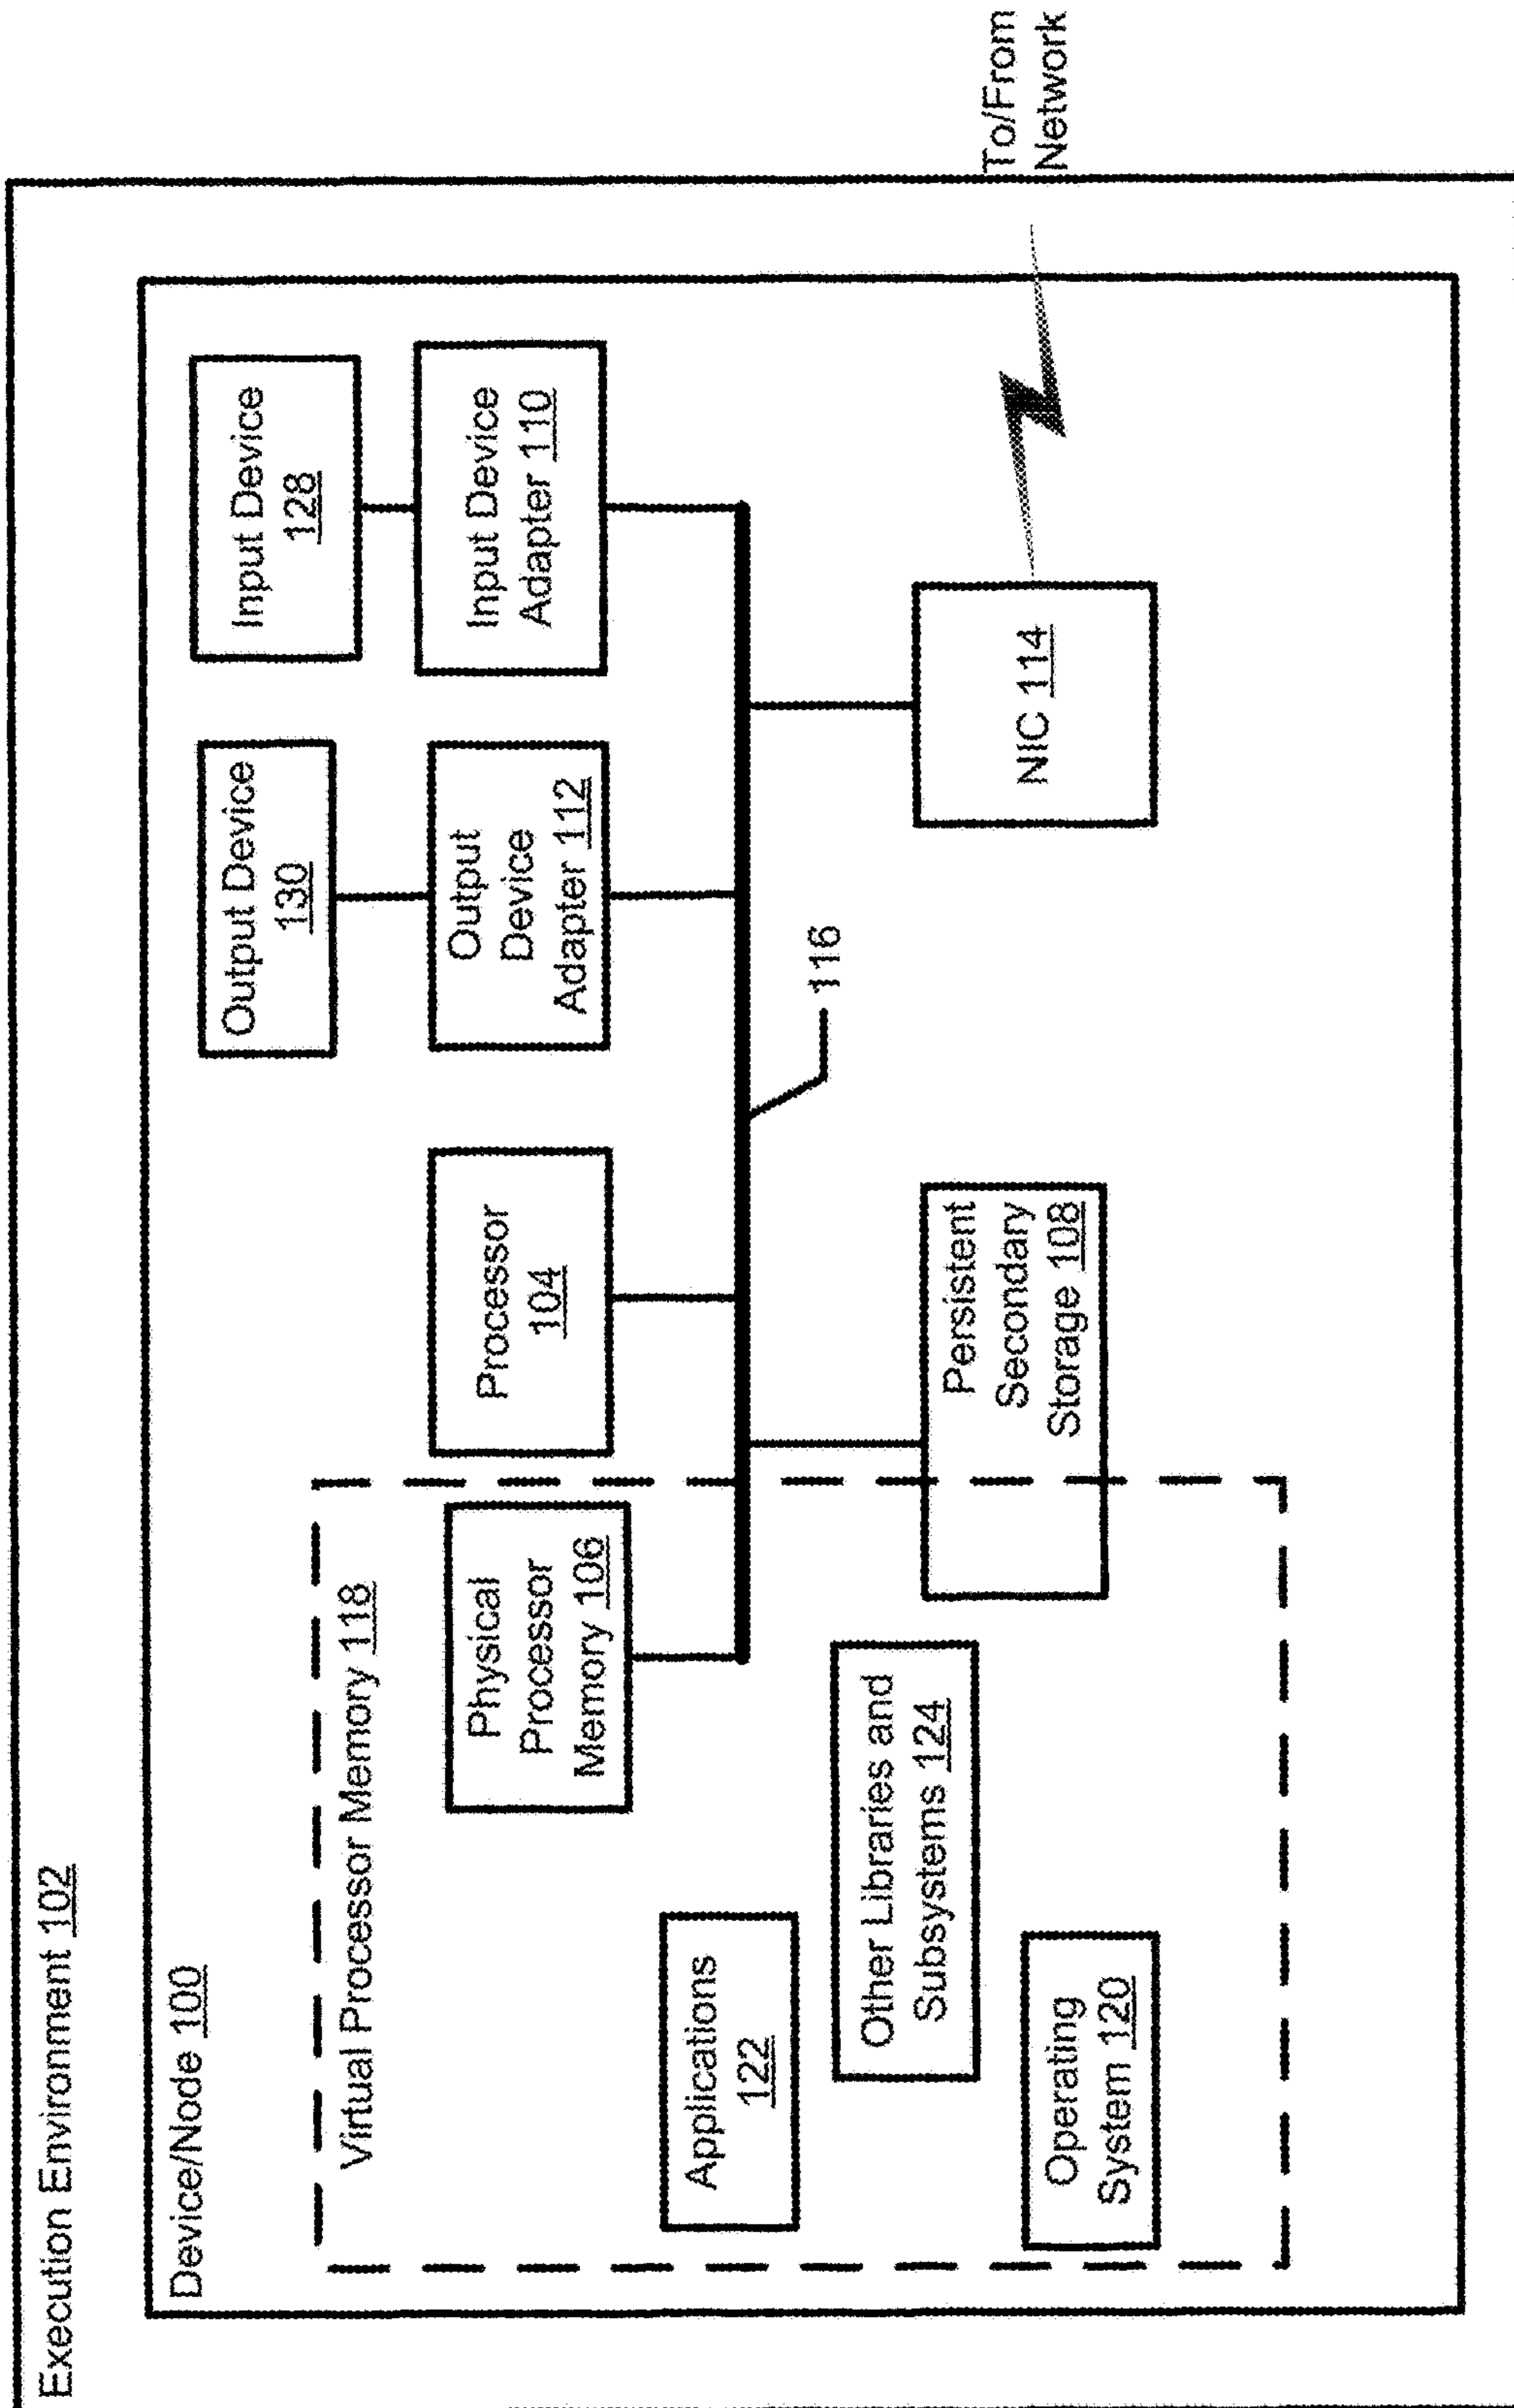 Execution Environment 102
Device/Node 100
Virtual Processor Memory 118
Applications
122
Other Libraries and
Subsystems 124
Operating
System 120
Physical
Processor
Memory 106
Processor
104
Persistent
Secondary
Storage 108
116
Output Device
130
Output
Device
Adapter 112
Input Device
128
Input Device
Adapter 110
NIC 114
To/From
Network